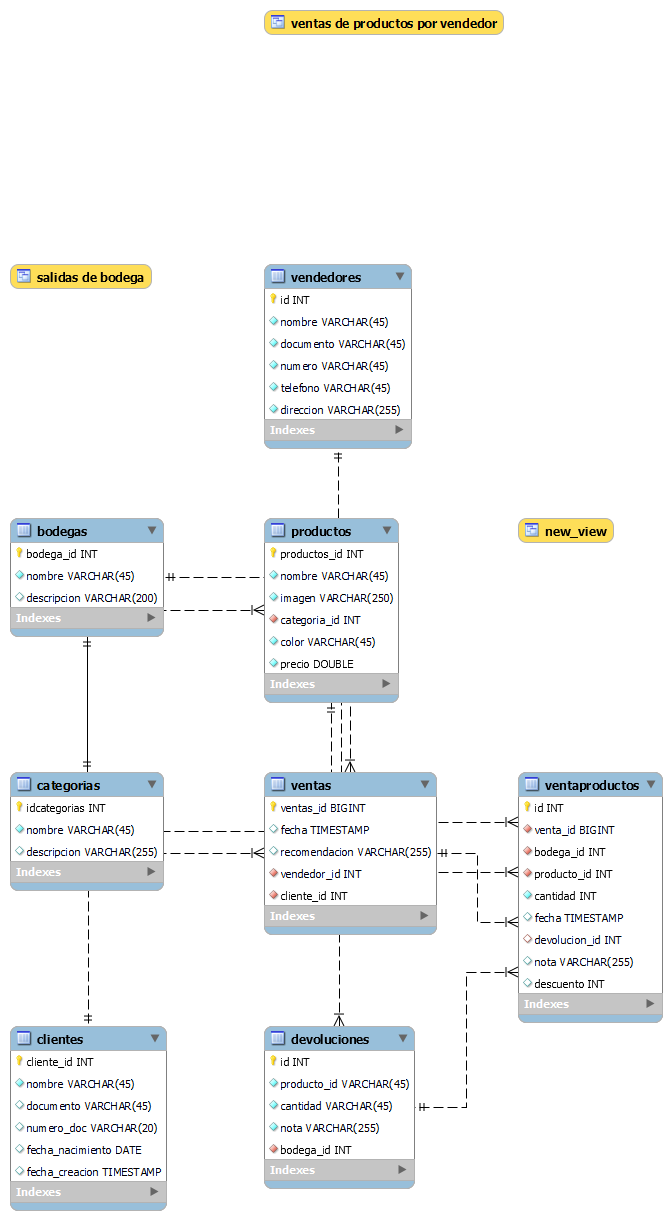 ventas de productos por vendedor
salidas de bodega
vendedores
id INT
nombre VARCHAR(45)
documento VARCHAR(45)
numero VARCHAR(45)
telefono VARCHAR(45)
direccion VARCHAR(255)
Indexes
bodegas
bodega_id INT
nombre VARCHAR(45)
descripcion VARCHAR(200)
Indexes
productos
productos_id INT
nombre VARCHAR(45)
imagen VARCHAR(250)
categoria_id INT
color VARCHAR(45)
precio DOUBLE
Indexes
new_view
categorias
idcategorias INT
nombre VARCHAR(45)
descripcion VARCHAR(255)
Indexes
ventas
ventas_id BIGINT
fecha TIMESTAMP
recomendacion VARCHAR(255)
vendedor_id INT
cliente_id INT
Indexes
ventaproductos
id INT
venta_id BIGINT
bodega_id INT
producto_id INT
cantidad INT
fecha TIMESTAMP
devolucion_id INT
nota VARCHAR(255)
descuento INT
Indexes
clientes
cliente_id INT
nombre VARCHAR(45)
documento VARCHAR(45)
numero_doc VARCHAR(20)
fecha_nacimiento DATE
fecha_creacion TIMESTAMP
Indexes
devoluciones
id INT
producto_id VARCHAR(45)
cantidad VARCHAR(45)
nota VARCHAR(255)
bodega_id INT
Indexes